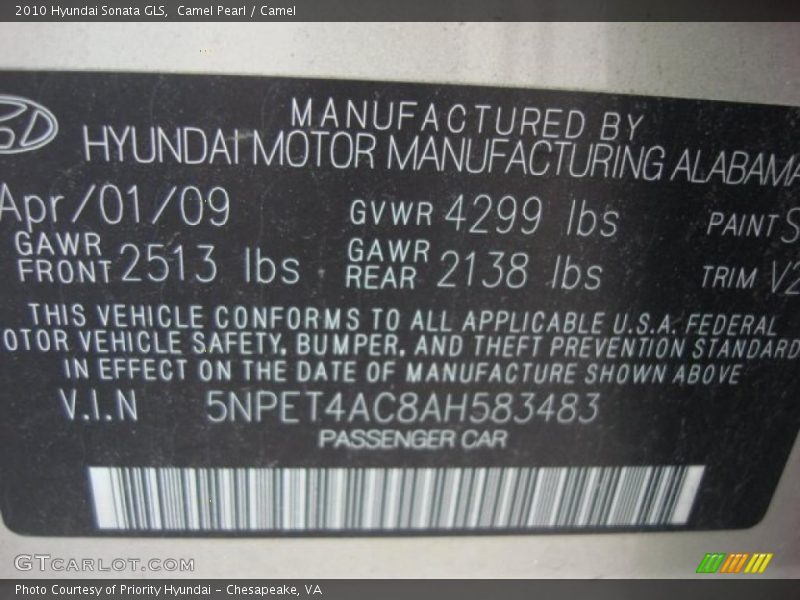 2010 Hyundai Sonata GLS, Camel Pearl / Camel
MANUFACTURED BY
HYUNDAI MOTOR MANUFACTURING ALABAMA
Apr/01/09 GVWR 4299 lbs PAINT S
GAWR FRONT 2513 lbs GAWR REAR 2138 lbs TRIM V2
THIS VEHICLE CONFORMS TO ALL APPLICABLE U.S.A. FEDERAL
OTOR VEHICLE SAFETY, BUMPER, AND THEFT PREVENTION STANDARD
IN EFFECT ON THE DATE OF MANUFACTURE SHOWN ABOVE
V.I.N 5NPET4AC8AH583483
PASSENGER CAR
GTCARLOT.COM
Photo Courtesy of Priority Hyundai - Chesapeake, VA